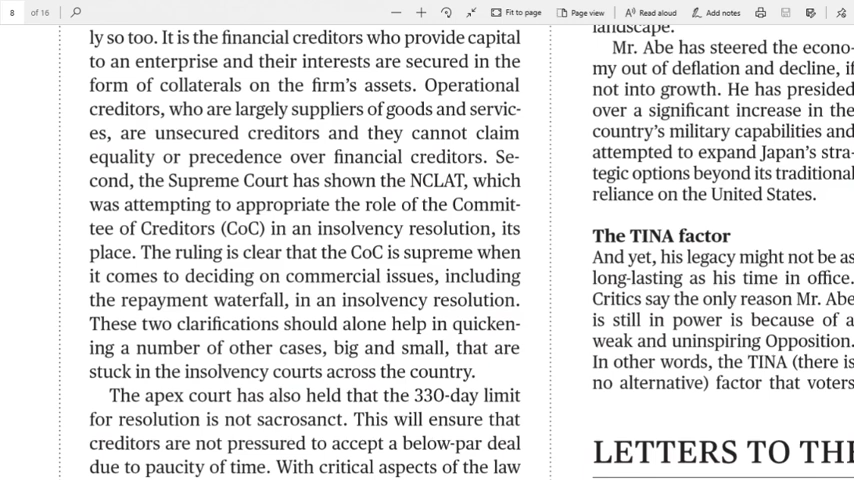 8 of 16
Fit to page
Page view
Read aloud
Add notes
ly so too. It is the financial creditors who provide capital
to an enterprise and their interests are secured in the
form of collaterals on the firm's assets. Operational
creditors, who are largely suppliers of goods and servic-
es, are unsecured creditors and they cannot claim
equality or precedence over financial creditors. Se-
cond, the Supreme Court has shown the NCLAT, which
was attempting to appropriate the role of the Commit-
tee of Creditors (CoC) in an insolvency resolution, its
place. The ruling is clear that the CoC is supreme when
it comes to deciding on commercial issues, including
the repayment waterfall, in an insolvency resolution.
These two clarifications should alone help in quicken-
ing a number of other cases, big and small, that are
stuck in the insolvency courts across the country.
The apex court has also held that the 330-day limit
for resolution is not sacrosanct. This will ensure that
creditors are not pressured to accept a below-par deal
due to paucity of time. With critical aspects of the law
landscape.
Mr. Abe has steered the econo-
my out of deflation and decline, if
not into growth. He has presided
over a significant increase in the
country's military capabilities and
attempted to expand Japan's stra-
tegic options beyond its traditional
reliance on the United States.
The TINA factor
And yet, his legacy might not be as
long-lasting as his time in office.
Critics say the only reason Mr. Abe
is still in power is because of a
weak and uninspiring Opposition.
In other words, the TINA (there is
no alternative) factor that voters
LETTERS TO THE